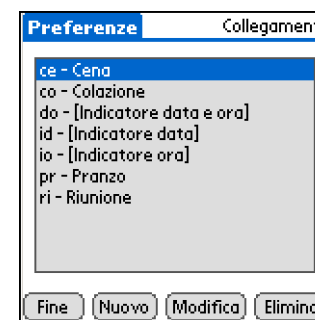 Preferenze Collegament
ce - Cena
co - Colazione
do - [Indicatore data e ora]
id - [Indicatore data]
io - [Indicatore ora]
pr - Pranzo
ri - Riunione
Fine Nuovo Modifica Elimina